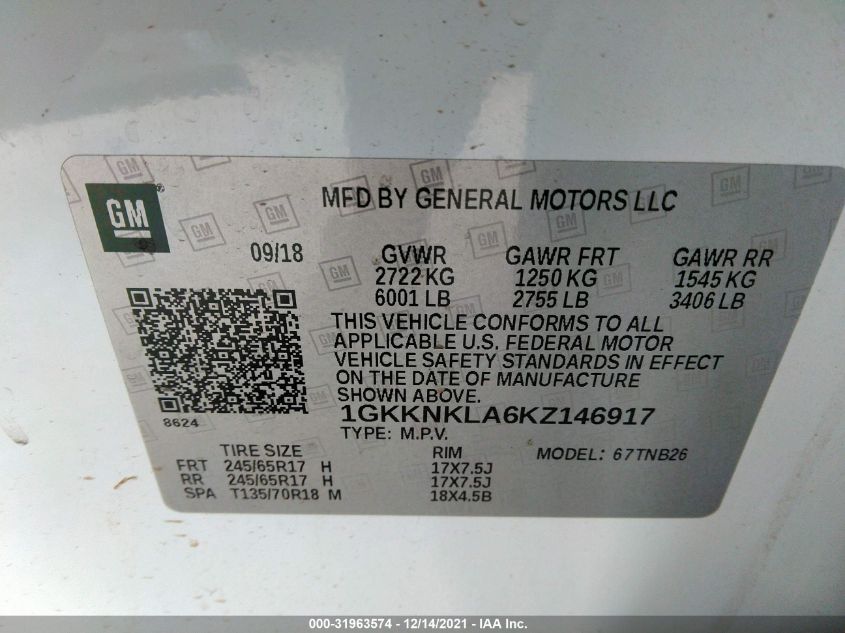 GM
MFD BY GENERAL MOTORS LLC
09/18 GVWR GAWR FRT GAWR RR
2722 KG 1250 KG 1545 KG
6001 LB 2755 LB 3406 LB
THIS VEHICLE CONFORMS TO ALL
APPLICABLE U.S. FEDERAL MOTOR
VEHICLE SAFETY STANDARDS IN EFFECT
ON THE DATE OF MANUFACTURE
SHOWN ABOVE.
8624 1GKKNKLA6KZ146917
TYPE: M.P.V.
TIRE SIZE RIM MODEL: 67TNB26
FRT 245/65R17 H 17X7.5J
RR 245/65R17 H 17X7.5J
SPA T135/70R18 M 18X4.5B
000-31963574 - 12/14/2021 - IAA Inc.